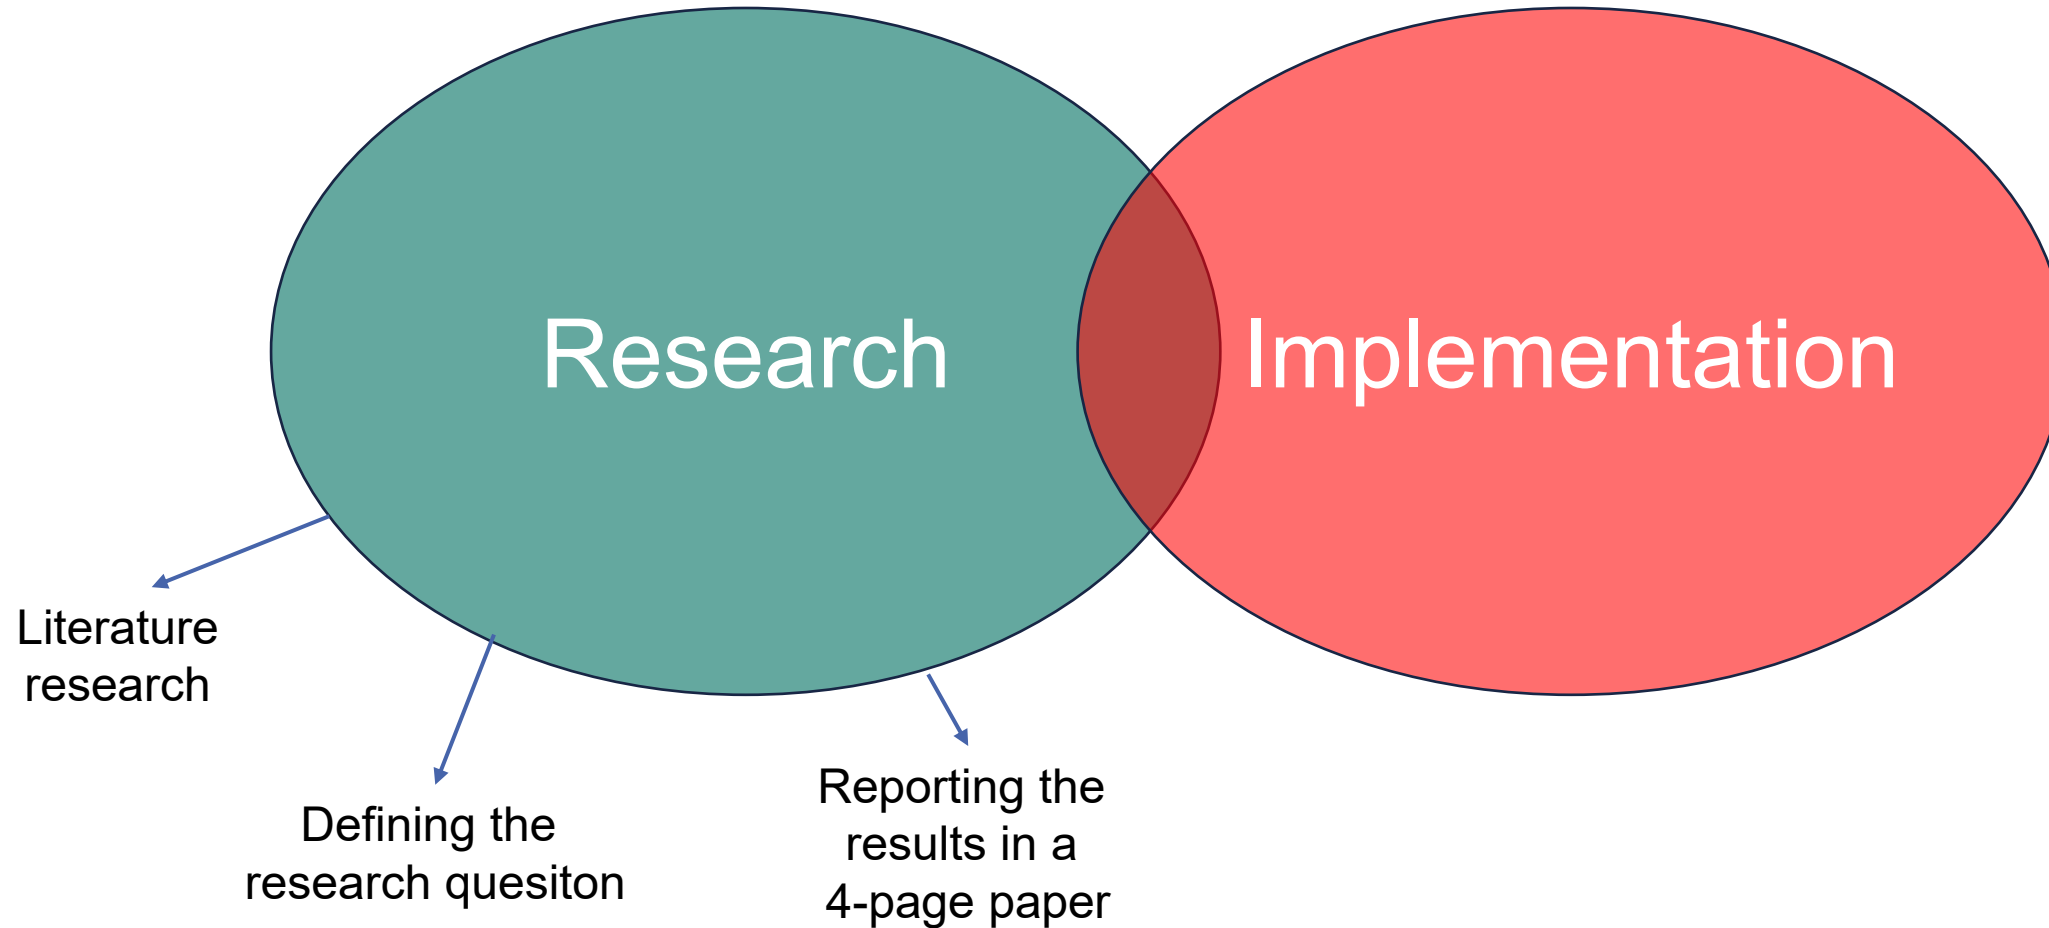 Research
Implementation
Literature
research
Defining the
research quesiton
Reporting the
results in a
4-page paper